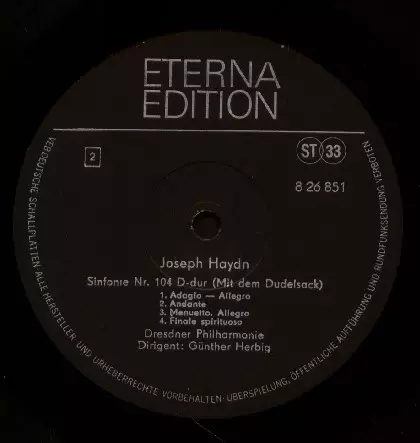 ETERNA
EDITION
2
ST 33
8 26 851
Joseph Haydn
Sinfonie Nr. 104 D-dur (Mit dem Dudelsack)
1. Adagio — Allegro
2. Andante
3. Menuetto, Allegro
4. Finale spirituoso
Dresdner Philharmonie
Dirigent: Günther Herbig
VEB DEUTSCHE SCHALLPLATTEN · ALLE HERSTELLER UND URHEBERRECHTE VORBEHALTEN · ÜBERSPIELUNG, ÖFFENTLICHE AUFFÜHRUNG UND RUNDFUNKSENDUNG VERBOTEN